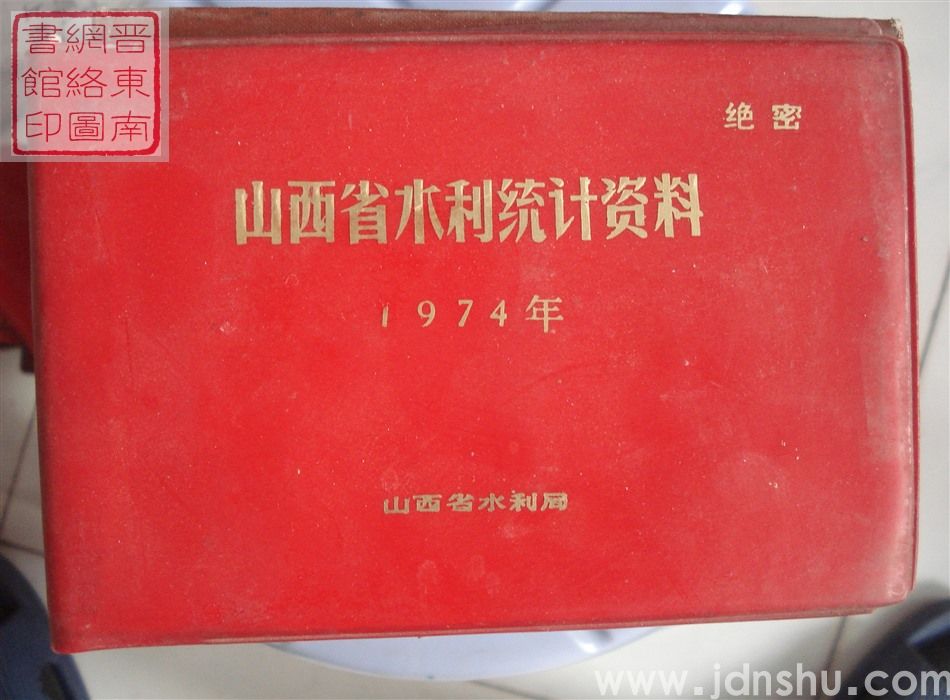 晋東南
網絡圖
書館印
绝密
山西省水利统计资料
1974年
山西省水利局
www.jdnshu.com